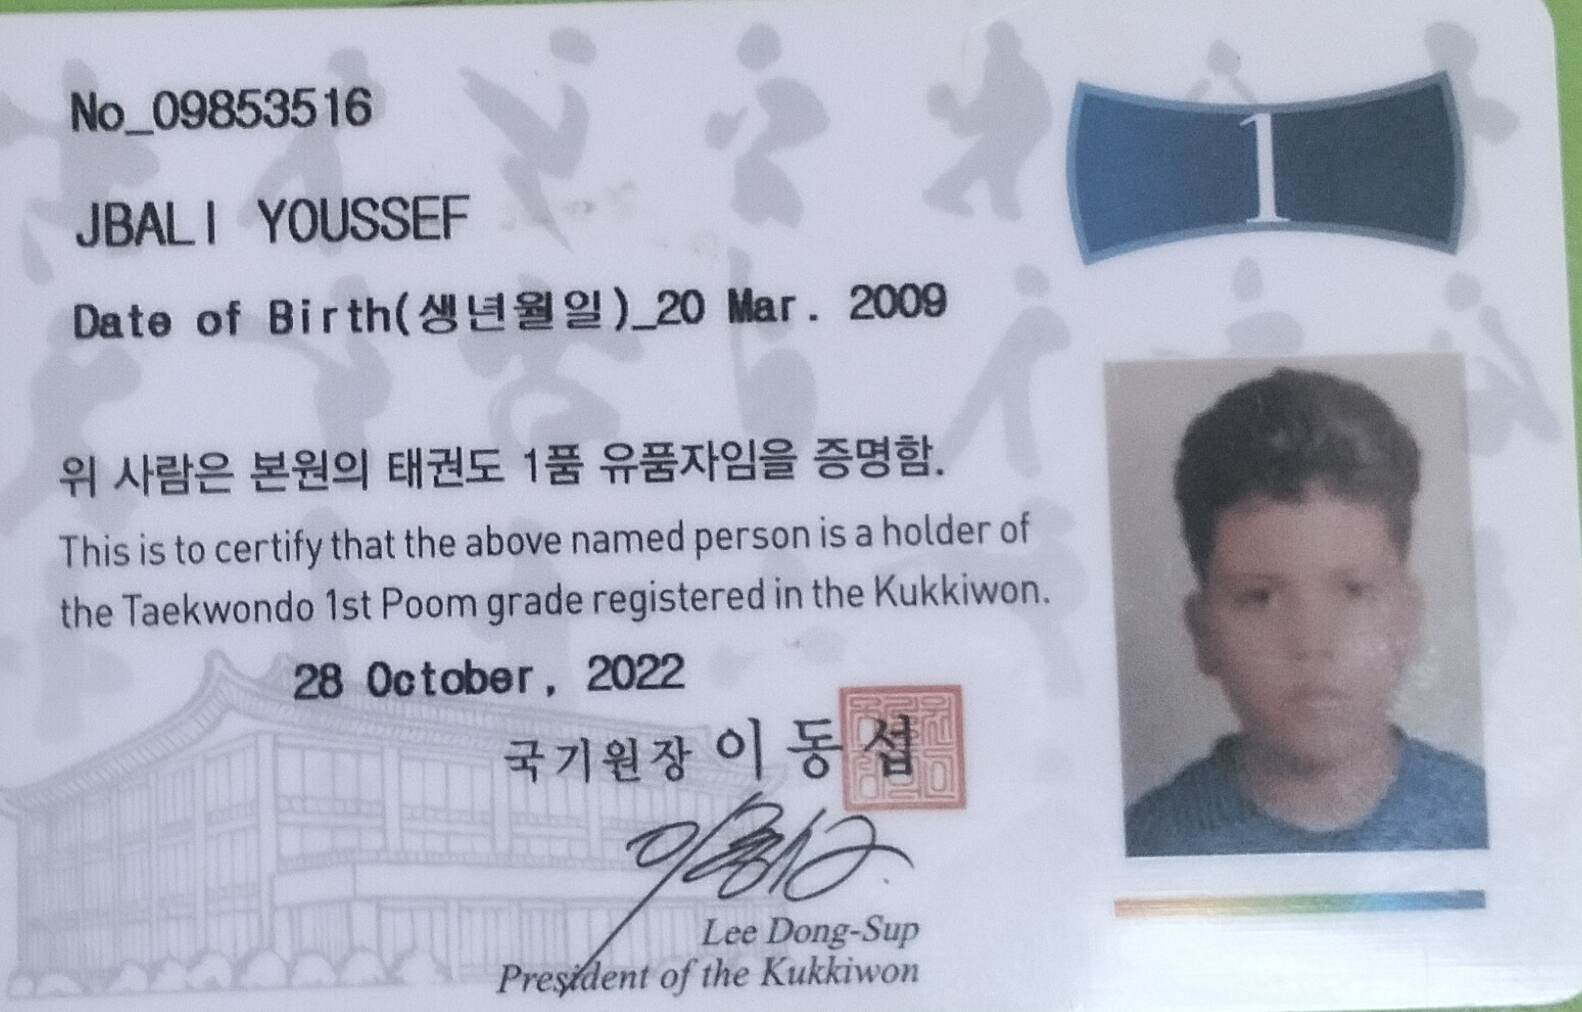 No_09853516
1
JBALI YOUSSEF
Date of Birth(생년월일)_20 Mar. 2009
위 사람은 본원의 태권도 1품 유품자임을 증명함.
This is to certify that the above named person is a holder of
the Taekwondo 1st Poom grade registered in the Kukkiwon.
28 October, 2022
국기원장 이동섭
Lee Dong-Sup
President of the Kukkiwon